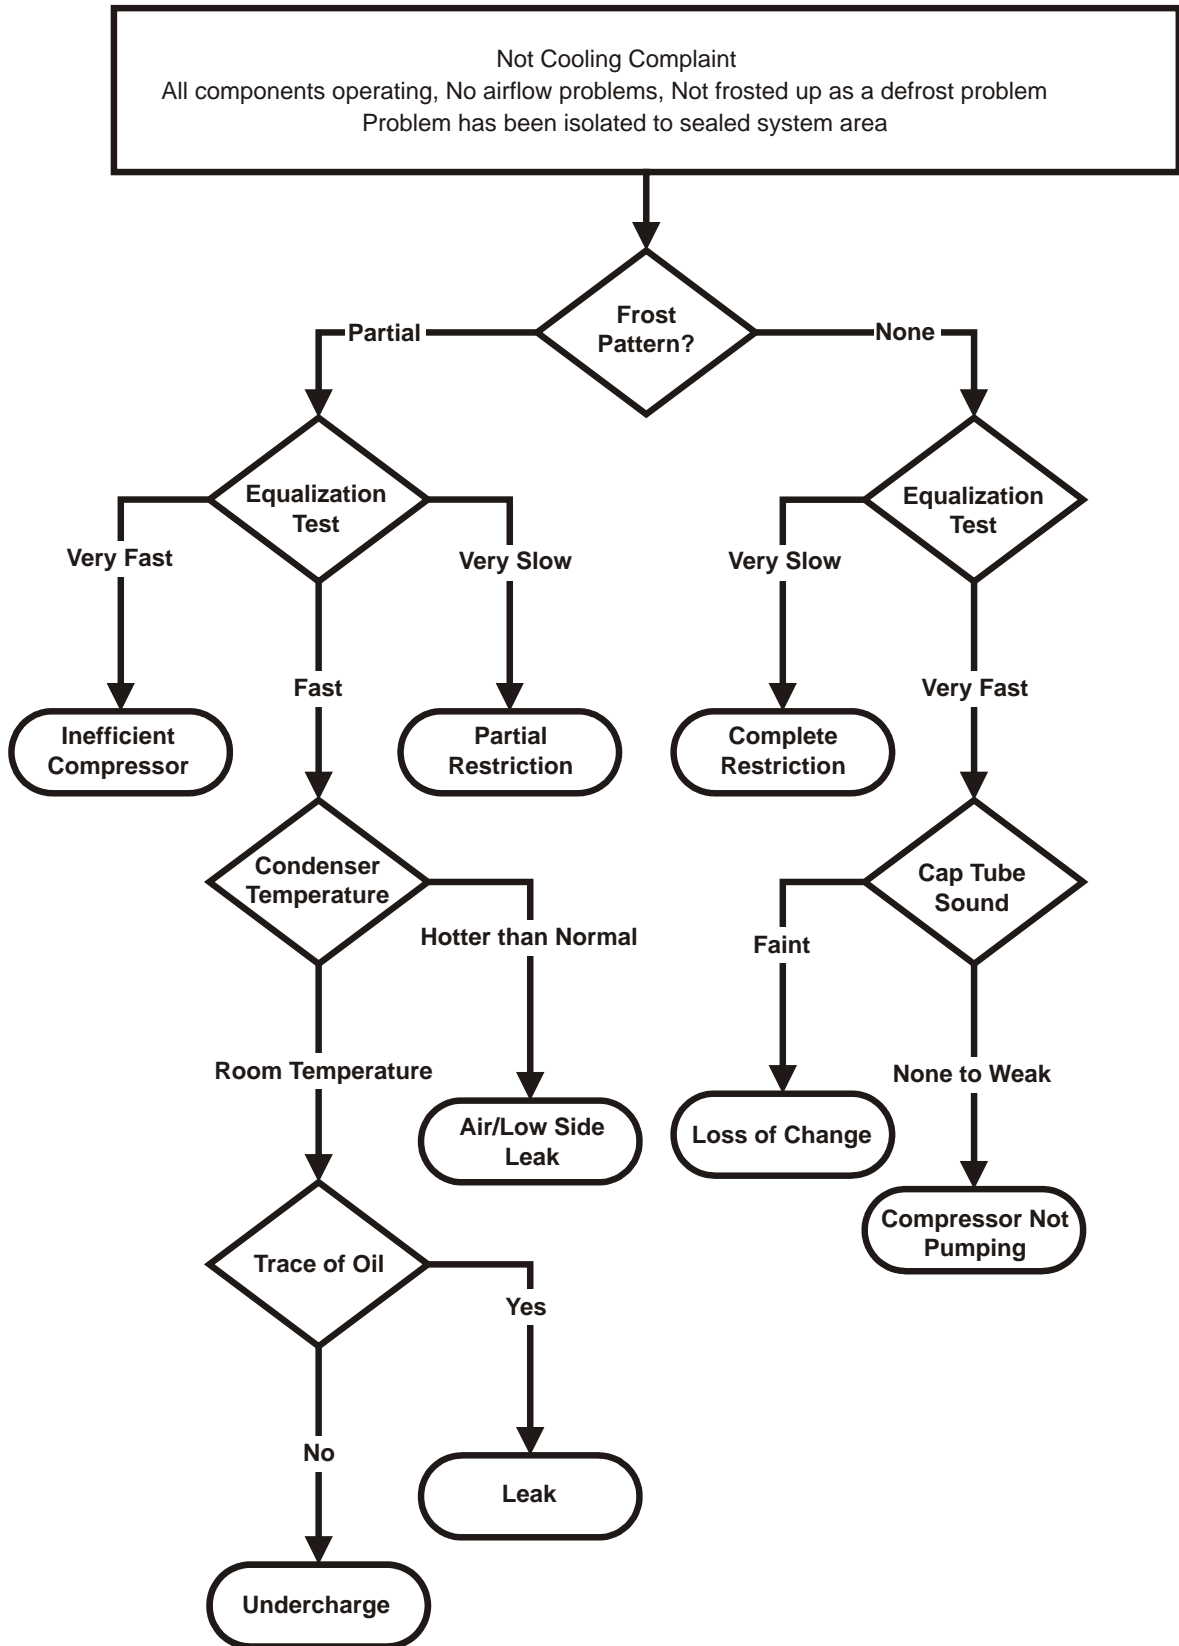 Not Cooling Complaint
All components operating, No airflow problems, Not frosted up as a defrost problem
Problem has been isolated to sealed system area
Frost
Pattern?
Partial
None
Equalization
Test
Equalization
Test
Very Fast
Very Slow
Very Slow
Fast
Very Fast
Inefficient
Compressor
Partial
Restriction
Complete
Restriction
Condenser
Temperature
Cap Tube
Sound
Hotter than Normal
Faint
Room Temperature
None to Weak
Air/Low Side
Leak
Loss of Change
Compressor Not
Pumping
Trace of Oil
Yes
No
Leak
Undercharge